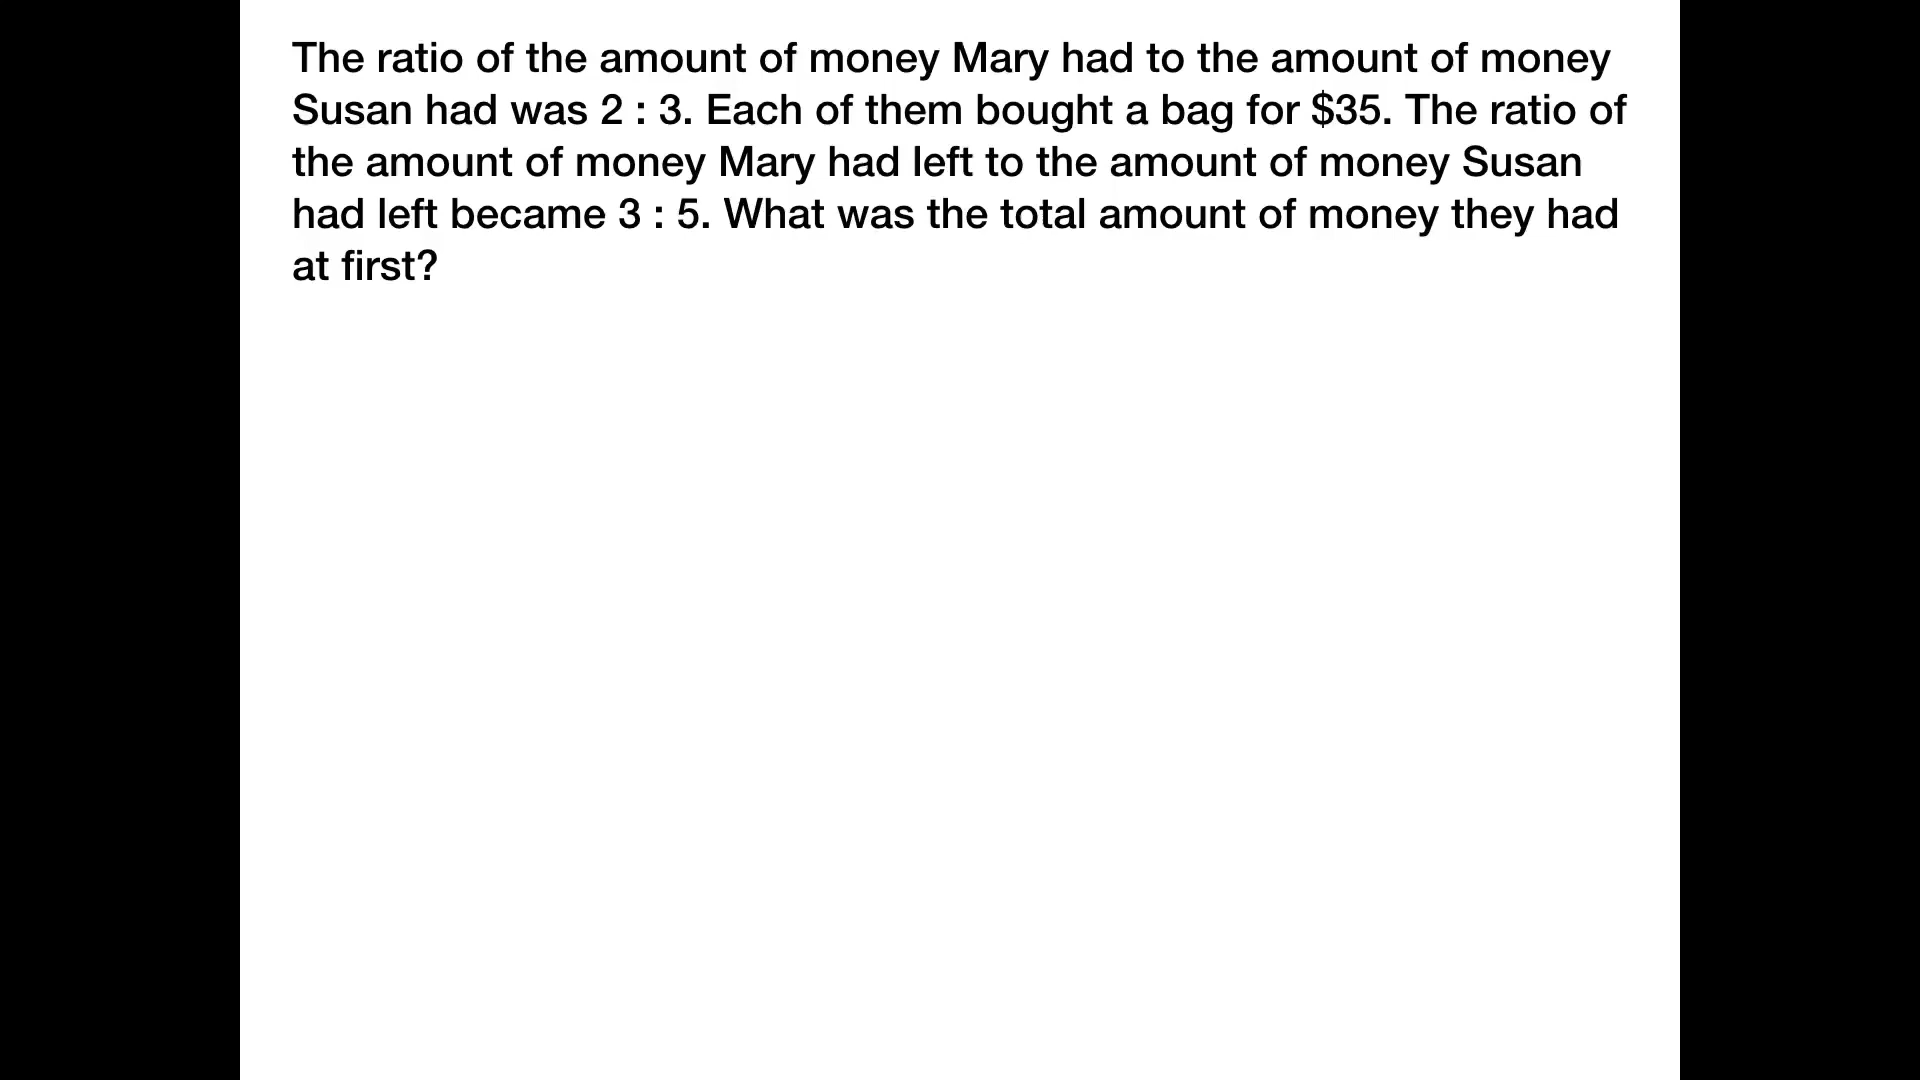 The ratio of the amount of money Mary had to the amount of money
Susan had was 2 : 3. Each of them bought a bag for $35. The ratio of
the amount of money Mary had left to the amount of money Susan
had left became 3 : 5. What was the total amount of money they had
at first?